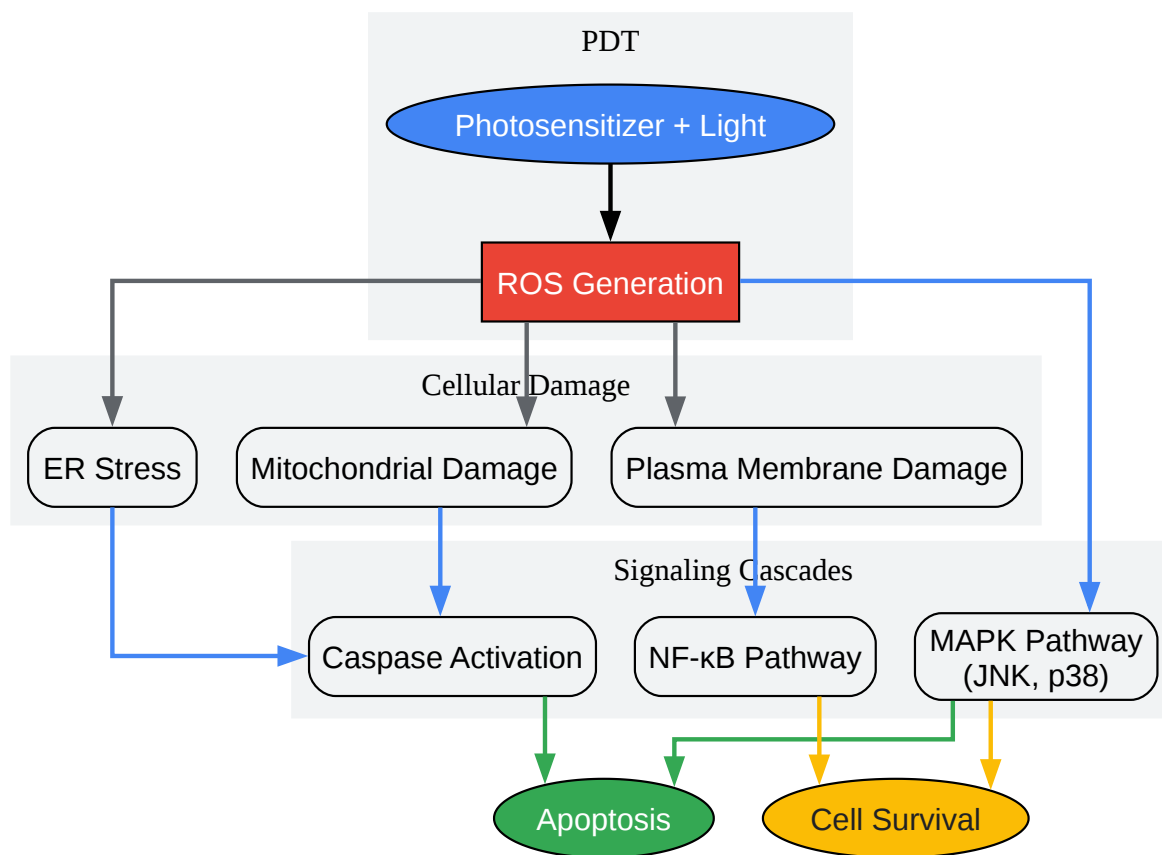 PDT
Photosensitizer + Light
ROS Generation
Cellular Damage
ER Stress
Mitochondrial Damage
Plasma Membrane Damage
Signaling Cascades
Caspase Activation
NF-κB Pathway
MAPK Pathway
(JNK, p38)
Apoptosis
Cell Survival